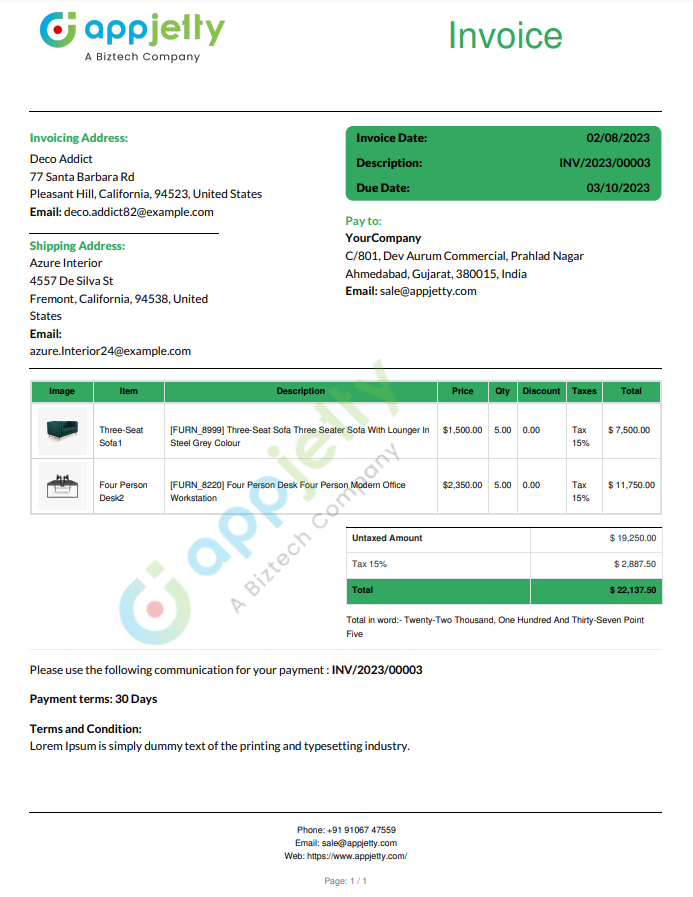 appjetty
A Biztech Company
Invoice
Invoicing Address:
Deco Addict
77 Santa Barbara Rd
Pleasant Hill, California, 94523, United States
Email: deco.addict82@example.com
Invoice Date: 02/08/2023
Description: INV/2023/00003
Due Date: 03/10/2023
Shipping Address:
Azure Interior
4557 De Silva St
Fremont, California, 94538, United
States
Email:
azure.Interior24@example.com
Pay to:
YourCompany
C/801, Dev Aurum Commercial, Prahlad Nagar
Ahmedabad, Gujarat, 380015, India
Email: sale@appjetty.com
Image Item Description Price Qty Discount Taxes Total
Three-Seat Sofa1 [FURN_8999] Three-Seat Sofa Three Seater Sofa With Lounger In Steel Grey Colour $1,500.00 5.00 0.00 Tax 15% $ 7,500.00
Four Person Desk2 [FURN_8220] Four Person Desk Four Person Modern Office Workstation $2,350.00 5.00 0.00 Tax 15% $ 11,750.00
appjetty
A Biztech Company
Untaxed Amount $ 19,250.00
Tax 15% $ 2,887.50
Total $ 22,137.50
Total in word:- Twenty-Two Thousand, One Hundred And Thirty-Seven Point
Five
Please use the following communication for your payment : INV/2023/00003
Payment terms: 30 Days
Terms and Condition:
Lorem Ipsum is simply dummy text of the printing and typesetting industry.
Phone: +91 91067 47559
Email: sale@appjetty.com
Web: https://www.appjetty.com/
Page: 1 / 1